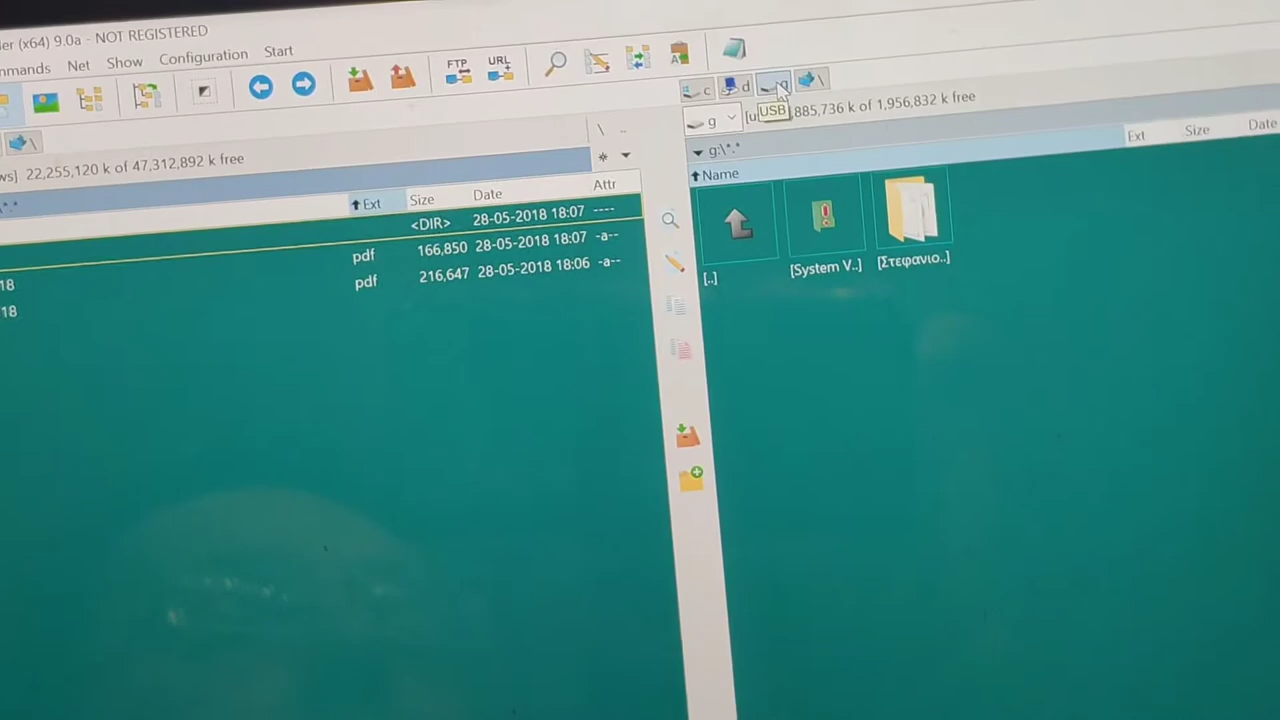 der (x64) 9.0a - NOT REGISTERED
mmands Net Show Configuration Start
FTP URL
c d g \
\
g [u USB ,885,736 k of 1,956,832 k free
ws] 22,255,120 k of 47,312,892 k free
\ ..
g:\*.*
\*.*
* 
Name Ext Size Date
Ext Size Date Attr
<DIR> 28-05-2018 18:07 ----
18 pdf 166,850 28-05-2018 18:07 -a--
18 pdf 216,647 28-05-2018 18:06 -a--
[..] [System V..] [Στεφανιο..]